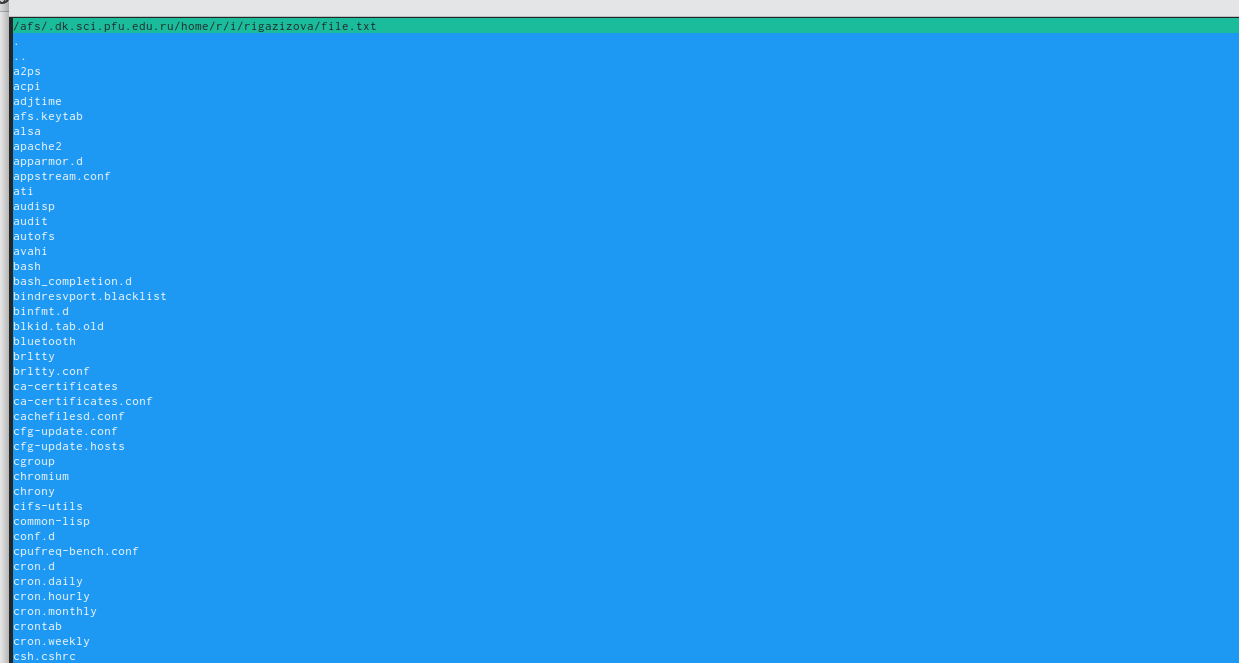 /afs/.dk.sci.pfu.edu.ru/home/r/i/rigazizova/file.txt
.
..
a2ps
acpi
adjtime
afs.keytab
alsa
apache2
apparmor.d
appstream.conf
ati
audisp
audit
autofs
avahi
bash
bash_completion.d
bindresvport.blacklist
binfmt.d
blkid.tab.old
bluetooth
brltty
brltty.conf
ca-certificates
ca-certificates.conf
cachefilesd.conf
cfg-update.conf
cfg-update.hosts
cgroup
chromium
chrony
cifs-utils
common-lisp
conf.d
cpufreq-bench.conf
cron.d
cron.daily
cron.hourly
cron.monthly
crontab
cron.weekly
csh.cshrc